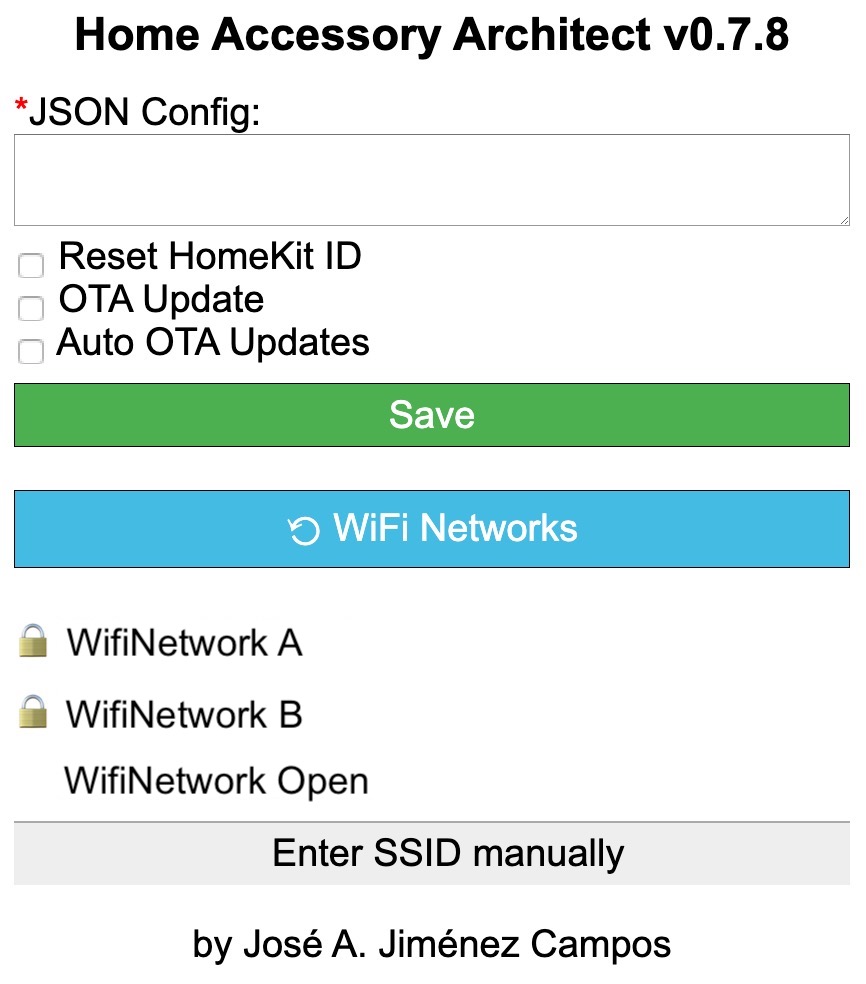 Home Accessory Architect v0.7.8
*JSON Config:
Reset HomeKit ID
OTA Update
Auto OTA Updates
Save
WiFi Networks
WifiNetwork A
WifiNetwork B
WifiNetwork Open
Enter SSID manually
by José A. Jiménez Campos